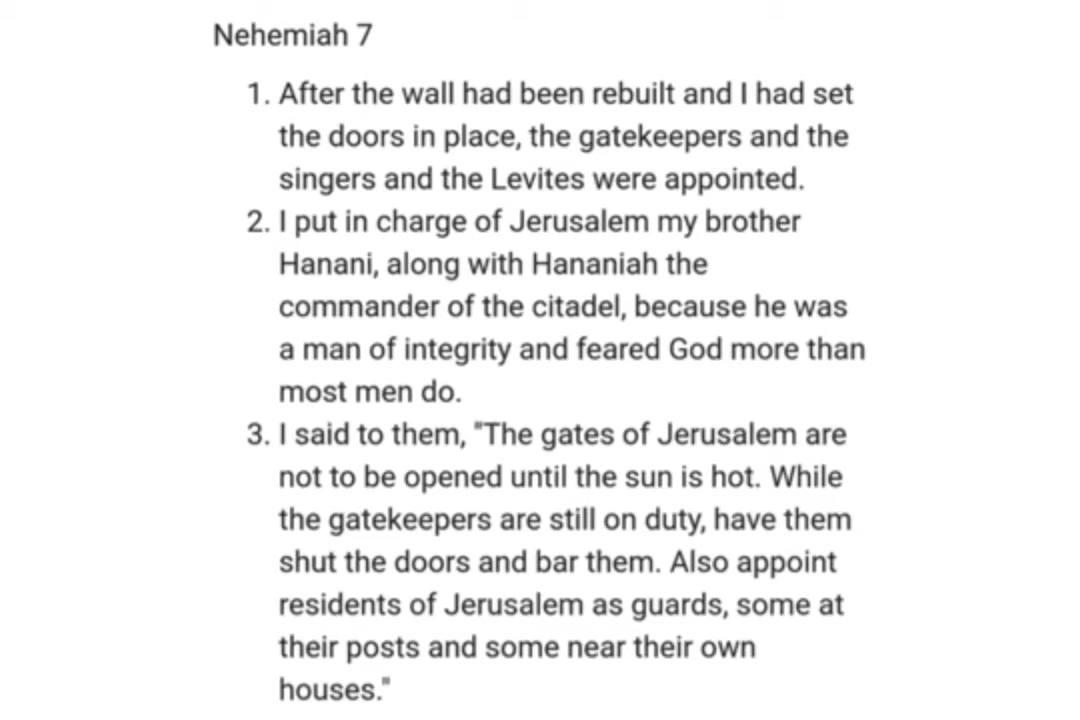 Nehemiah 7
1. After the wall had been rebuilt and I had set
the doors in place, the gatekeepers and the
singers and the Levites were appointed.
2. I put in charge of Jerusalem my brother
Hanani, along with Hananiah the
commander of the citadel, because he was
a man of integrity and feared God more than
most men do.
3. I said to them, "The gates of Jerusalem are
not to be opened until the sun is hot. While
the gatekeepers are still on duty, have them
shut the doors and bar them. Also appoint
residents of Jerusalem as guards, some at
their posts and some near their own
houses."